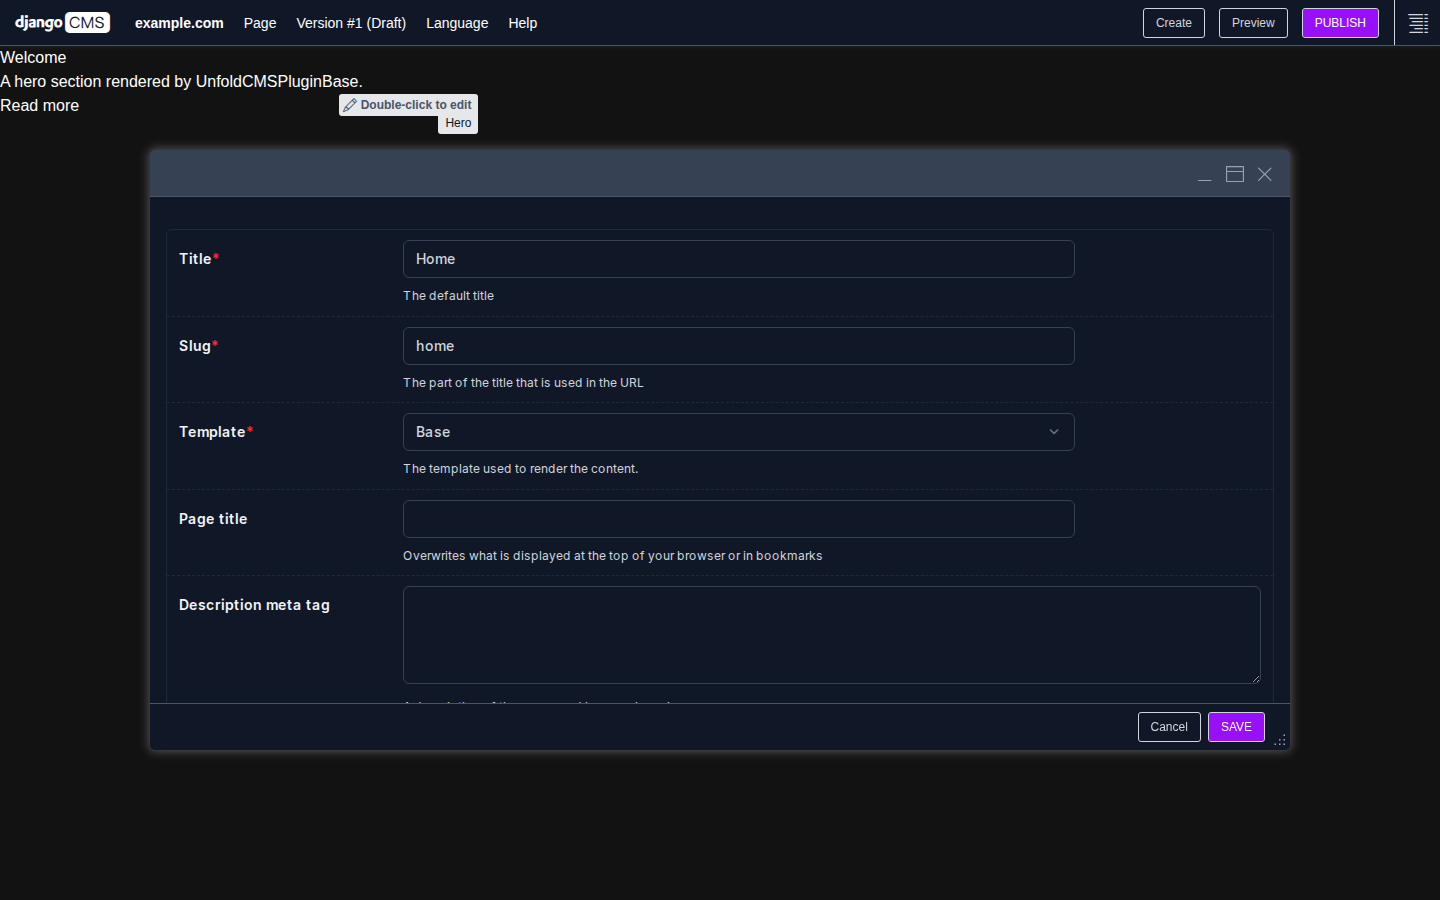 django CMS example.com Page Version #1 (Draft) Language Help Create Preview PUBLISH
Welcome
A hero section rendered by UnfoldCMSPluginBase.
Read more
Double-click to edit
Hero
Title*
Home
The default title
Slug*
home
The part of the title that is used in the URL
Template*
Base
The template used to render the content.
Page title
Overwrites what is displayed at the top of your browser or in bookmarks
Description meta tag
Cancel SAVE